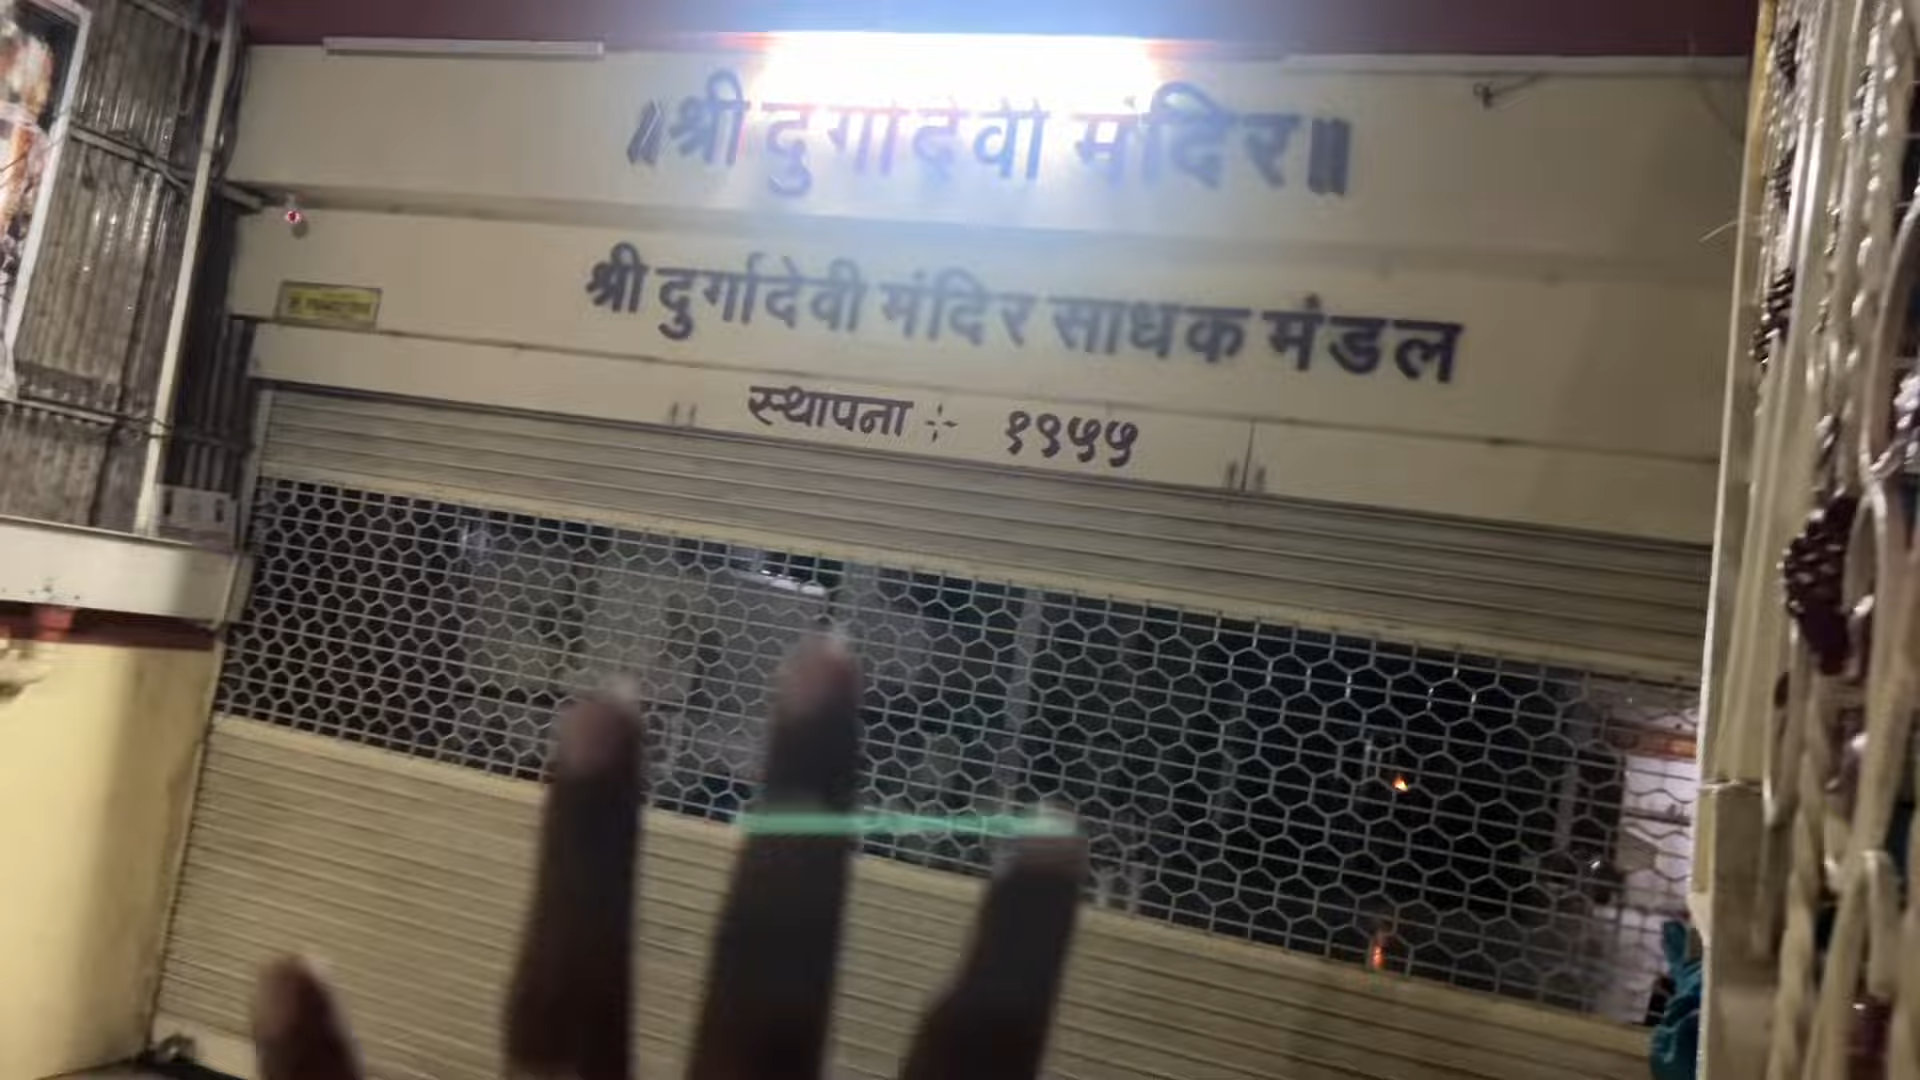 ॥श्री दुर्गादेवी मंदिर॥
श्री दुर्गादेवी मंदिर साधक मंडल
स्थापना :- १९५५